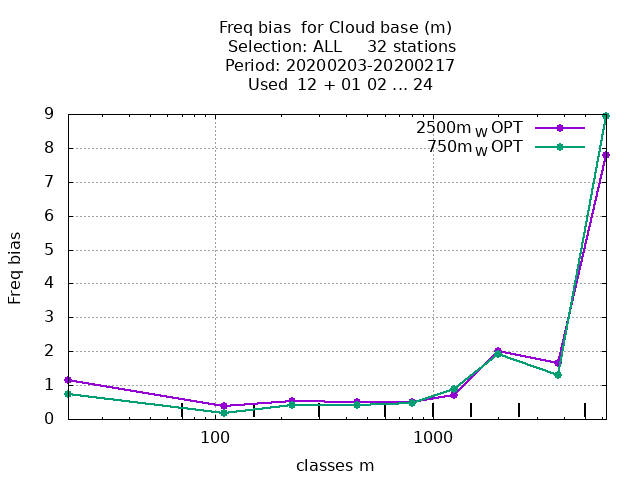 Freq bias  for Cloud base (m)
Selection: ALL     32 stations
Period: 20200203-20200217
Used  12 + 01 02 ... 24
2500m W OPT
750m W OPT
9
8
7
6
5
4
3
2
1
0
Freq bias
100
1000
classes m